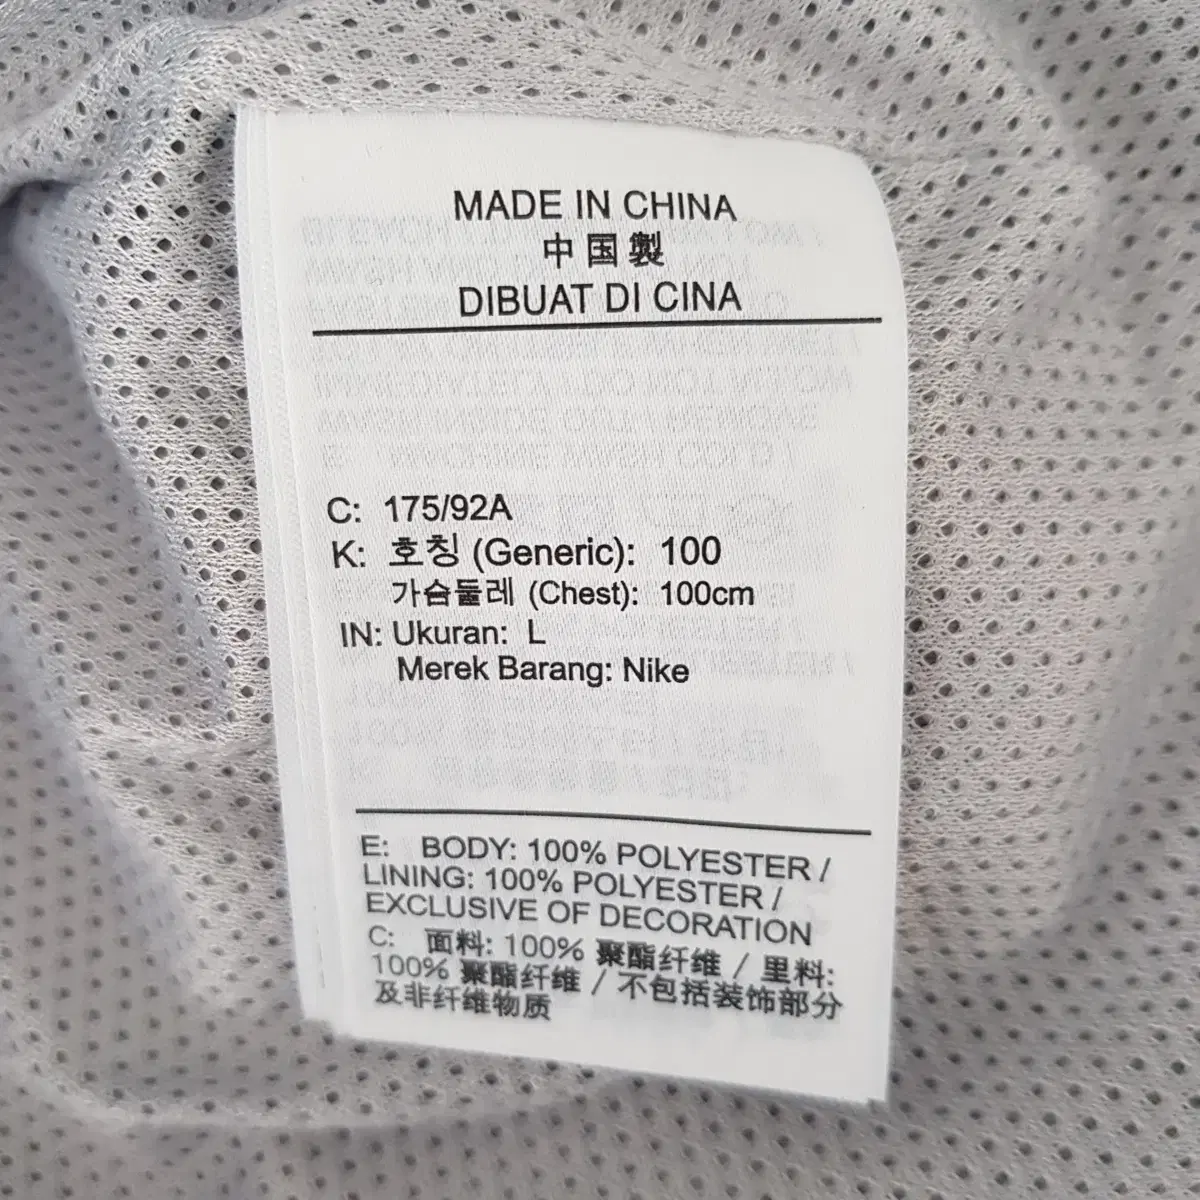 MADE IN CHINA
中国製
DIBUAT DI CINA
C: 175/92A
K: 호칭 (Generic): 100
가슴둘레 (Chest): 100cm
IN: Ukuran: L
Merek Barang: Nike
E: BODY: 100% POLYESTER /
LINING: 100% POLYESTER /
EXCLUSIVE OF DECORATION
C: 面料: 100% 聚酯纤维 / 里料:
100% 聚酯纤维 / 不包括装饰部分
及非纤维物质